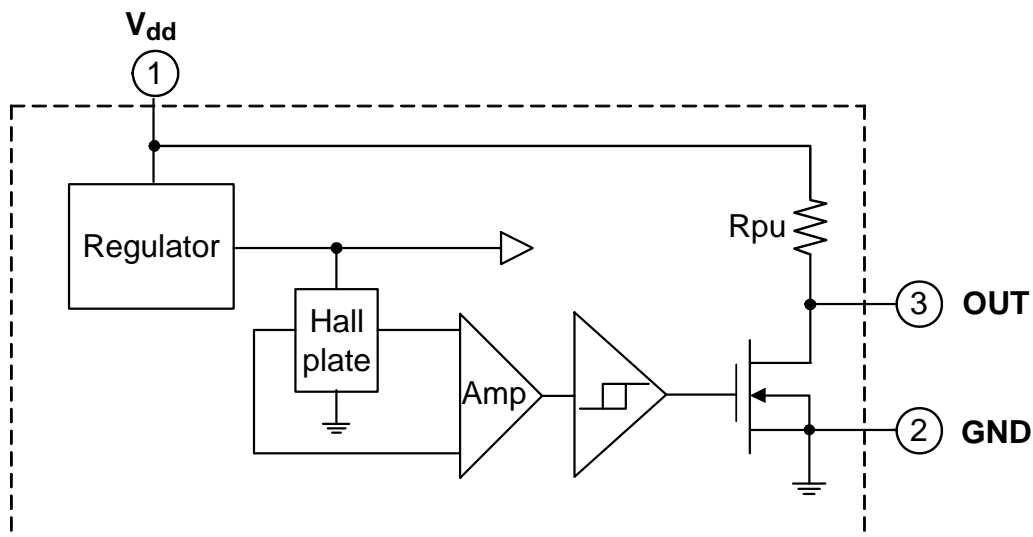 Vdd
1
Regulator
Rpu
3 OUT
Hall
plate
Amp
2 GND